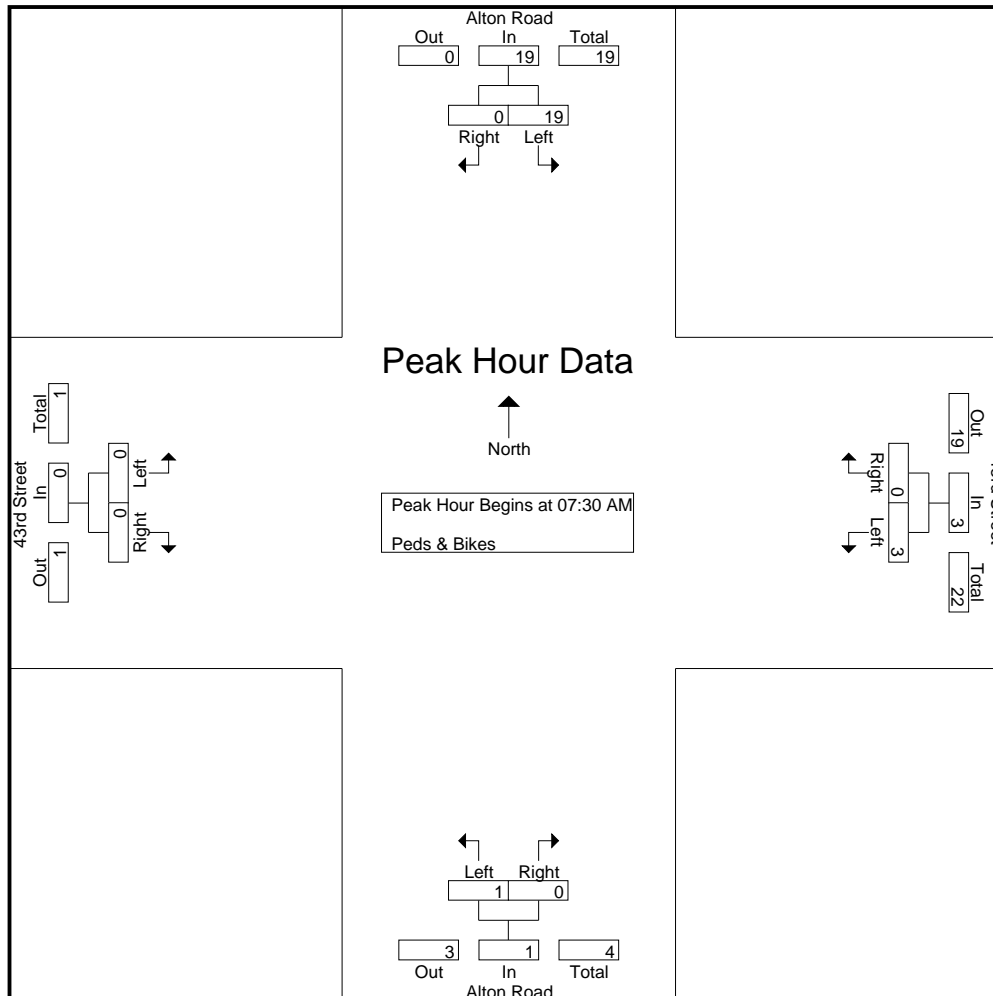 Alton Road
Out In Total
0 19 19
0 19
Right Left
Peak Hour Data
North
Peak Hour Begins at 07:30 AM
Peds & Bikes
43rd Street
Total In Out
1 0 1
0 0
Left Right
Right Left
0 3
Out In Total
19 3 22
Left Right
1 0
3 1 4
Out In Total
Alton Road